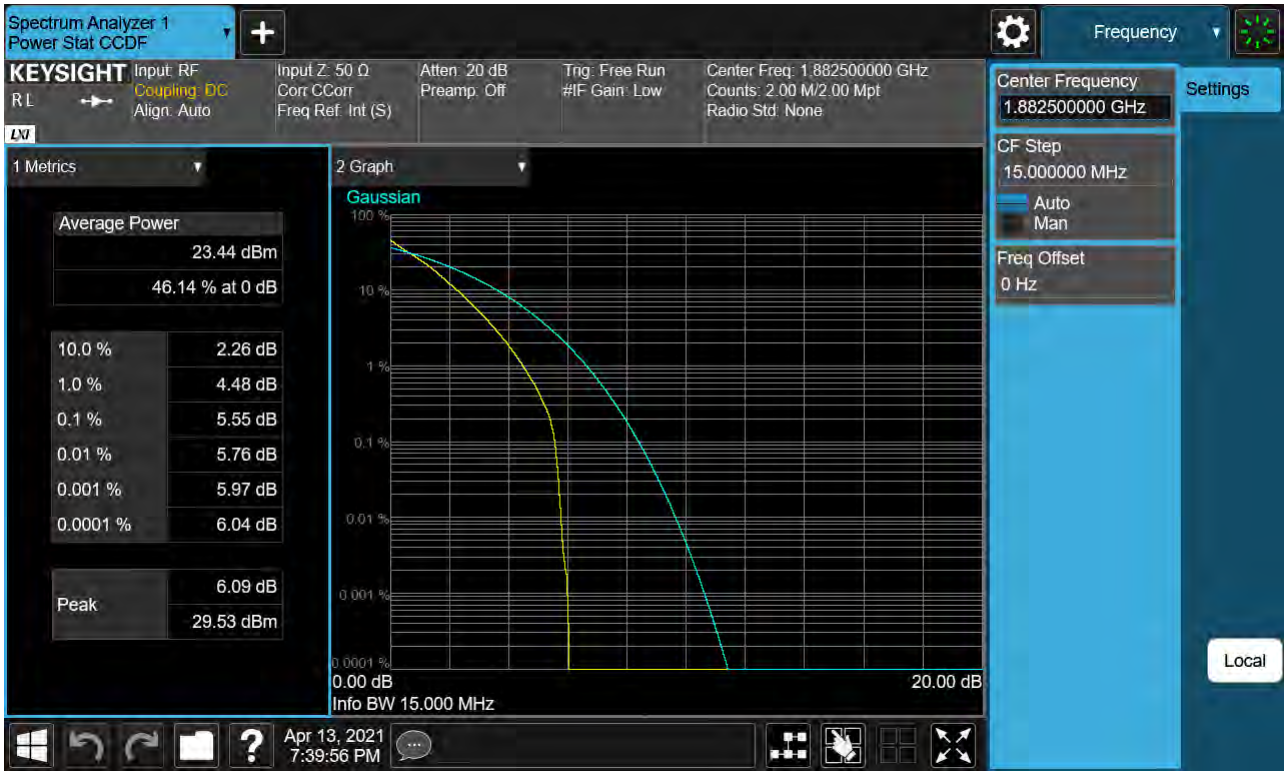 Spectrum Analyzer 1
Power Stat CCDF
+
Frequency
KEYSIGHT
RL
LXI
Input: RF
Coupling: DC
Align: Auto
Input Z: 50 Ω
Corr CCorr
Freq Ref: Int (S)
Atten: 20 dB
Preamp: Off
Trig: Free Run
#IF Gain: Low
Center Freq: 1.882500000 GHz
Counts: 2.00 M/2.00 Mpt
Radio Std: None
Center Frequency
1.882500000 GHz
Settings
CF Step
15.000000 MHz
Auto
Man
Freq Offset
0 Hz
1 Metrics
Average Power
23.44 dBm
46.14 % at 0 dB
10.0 % 2.26 dB
1.0 % 4.48 dB
0.1 % 5.55 dB
0.01 % 5.76 dB
0.001 % 5.97 dB
0.0001 % 6.04 dB
Peak
6.09 dB
29.53 dBm
2 Graph
Gaussian
100 %
10 %
1 %
0.1 %
0.01 %
0.001 %
0.0001 %
0.00 dB 20.00 dB
Info BW 15.000 MHz
Local
?
Apr 13, 2021
7:39:56 PM